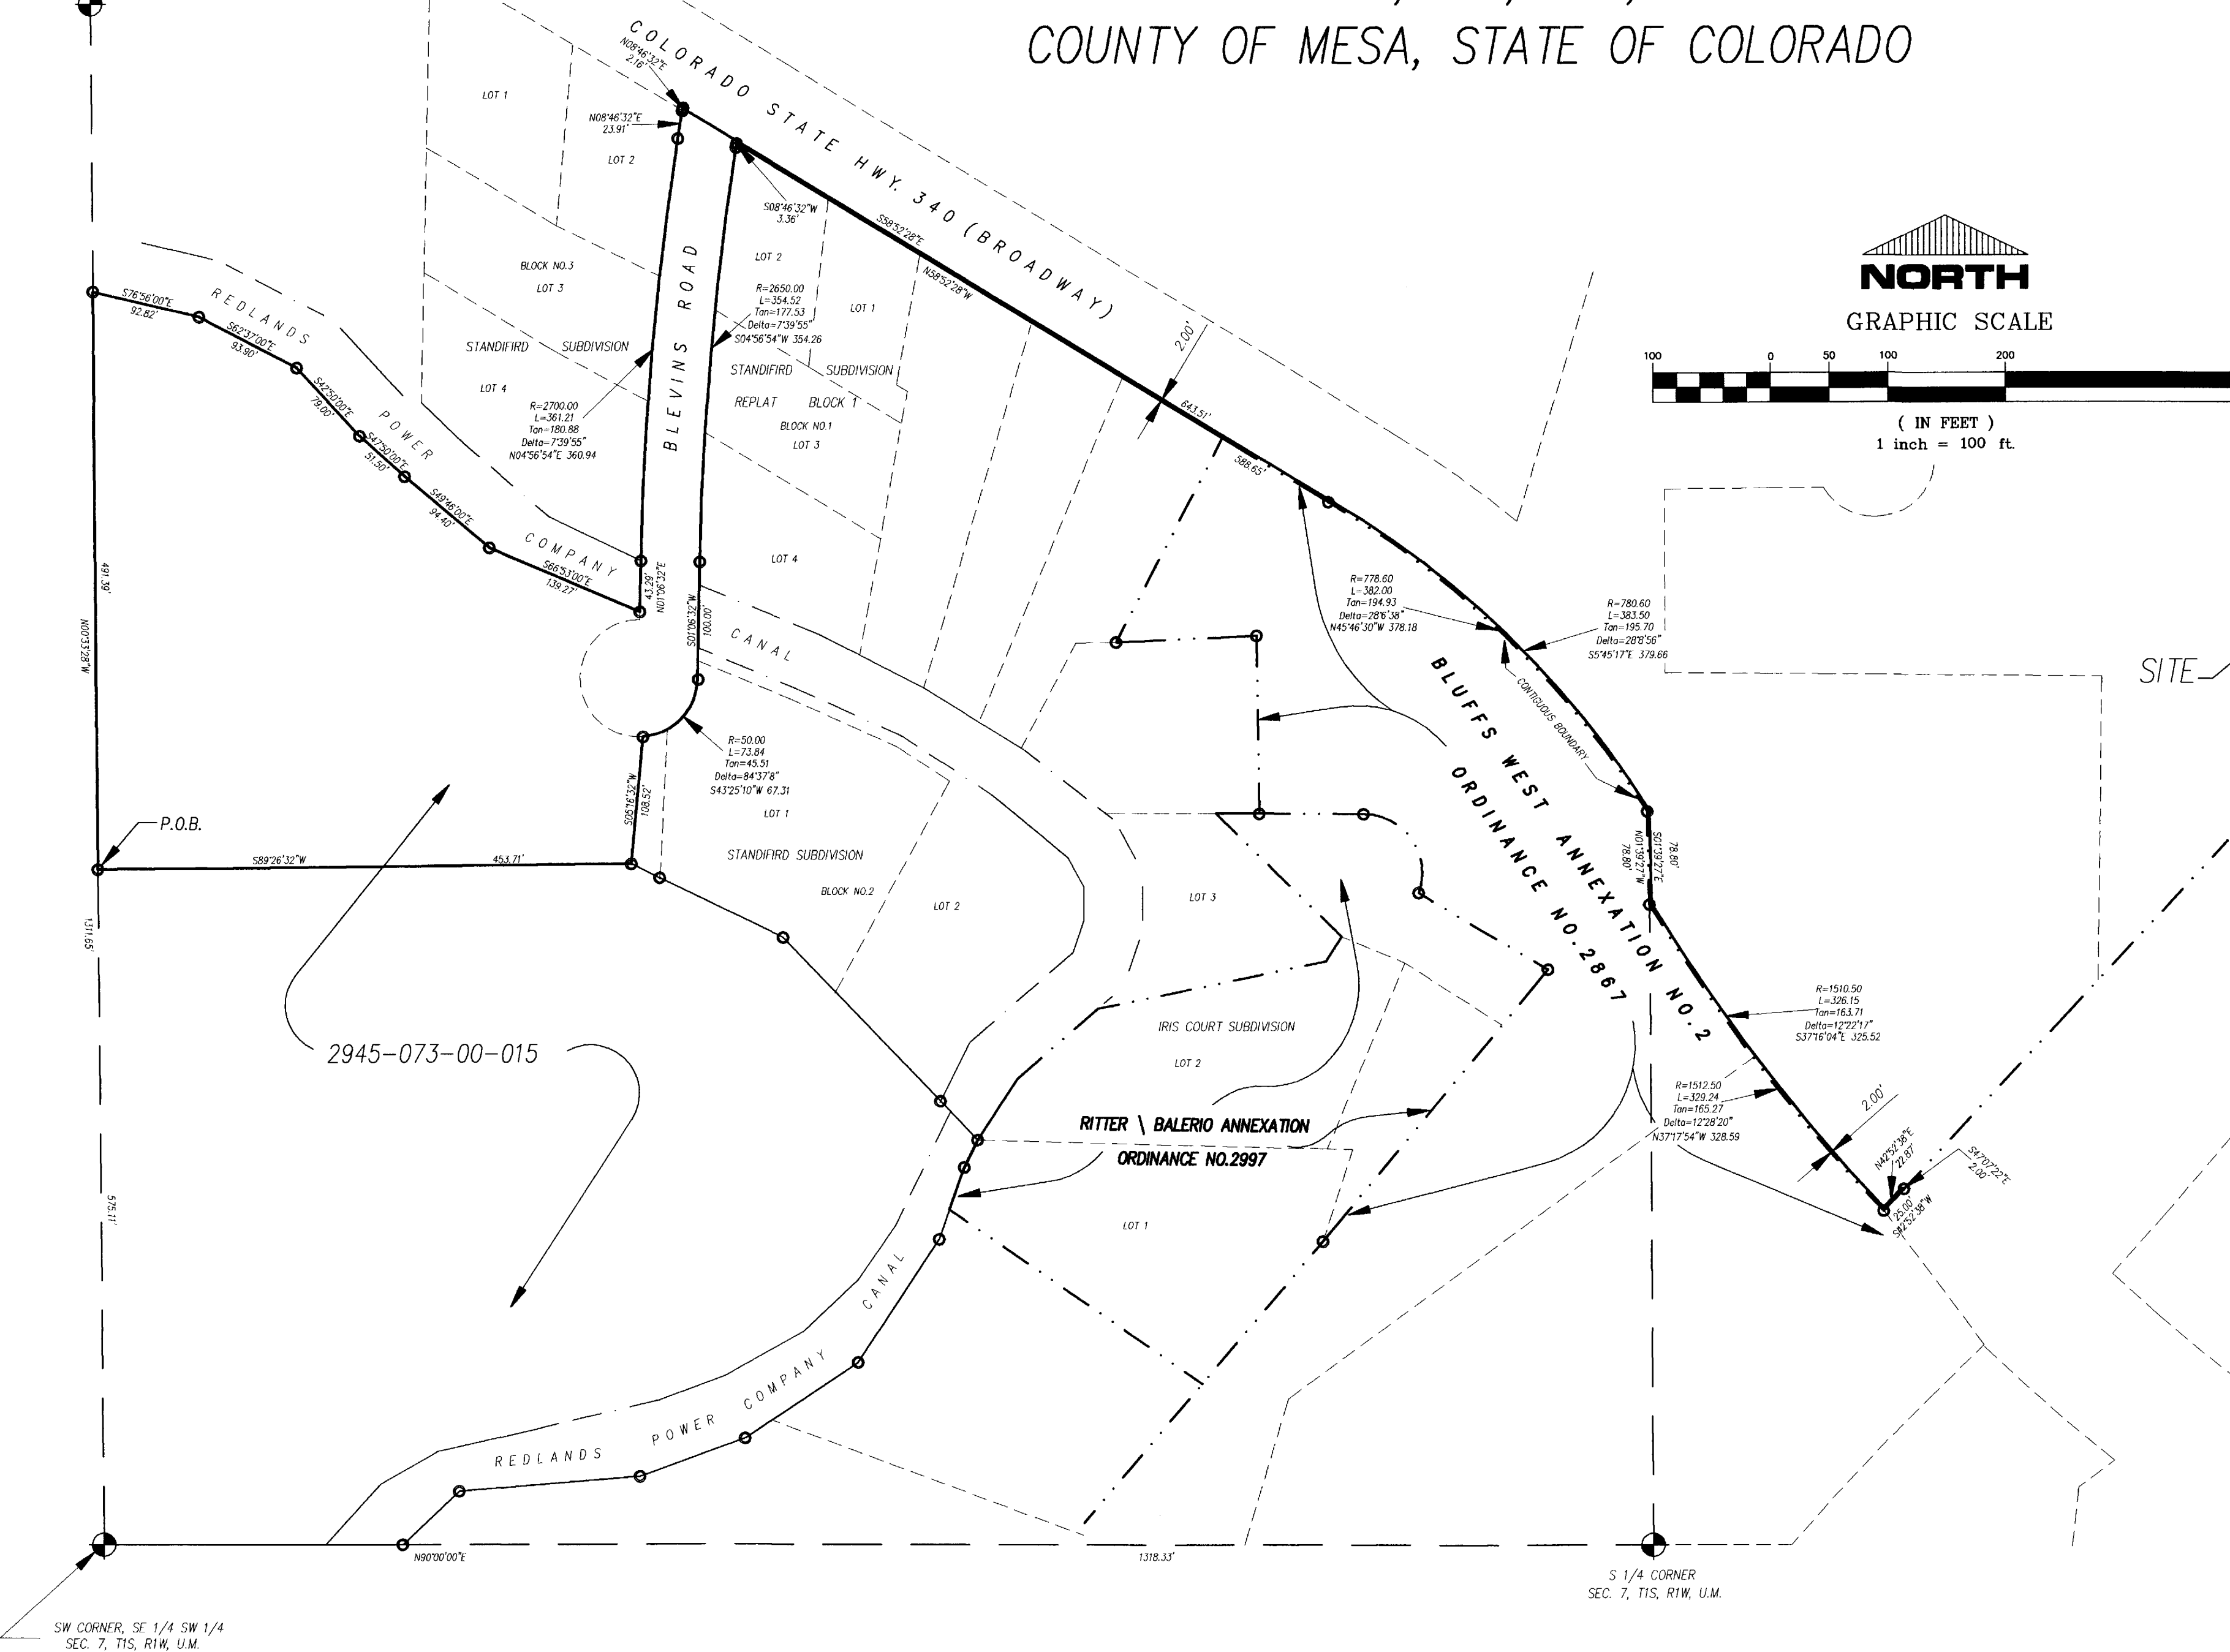 COUNTY OF MESA, STATE OF COLORADO
COLORADO STATE HWY. 340 (BROADWAY)
N08°46'32"E
2.16'
LOT 1
N08°46'32"E
23.91'
LOT 2
S08°46'32"W
3.36'
S58°52'28"E
N58°52'28"W
2.00'
643.51'
588.65'
NORTH
GRAPHIC SCALE
100 0 50 100 200
( IN FEET )
1 inch = 100 ft.
SITE
BLOCK NO.3
LOT 3
STANDIFIRD SUBDIVISION
LOT 4
R=2700.00
L=361.21
Tan=180.88
Delta=7°39'55"
N04°56'54"E 360.94
BLEVINS ROAD
LOT 2
R=2650.00
L=354.52
Tan=177.53
Delta=7°39'55"
S04°56'54"W 354.26
LOT 1
STANDIFIRD SUBDIVISION
REPLAT BLOCK 1
BLOCK NO.1
LOT 3
LOT 4
REDLANDS POWER COMPANY
CANAL
S76°56'00"E
92.82'
S62°37'00"E
93.90'
S42°50'00"E
79.00'
S47°50'00"E
51.50'
S49°46'00"E
94.40'
S66°53'00"E
139.27'
43.29'
N01°06'32"E
S01°06'32"W
100.00'
491.39'
N00°33'28"W
R=50.00
L=73.84
Tan=45.51
Delta=84°37'8"
S43°25'10"W 67.31
S05°16'32"W
108.52'
P.O.B.
S89°26'32"W 453.71'
1311.65'
575.11'
LOT 1
STANDIFIRD SUBDIVISION
BLOCK NO.2
LOT 2
LOT 3
2945-073-00-015
R=778.60
L=382.00
Tan=194.93
Delta=28°6'38"
N45°46'30"W 378.18
R=780.60
L=383.50
Tan=195.70
Delta=28°8'56"
S5°45'17"E 379.66
CONTIGUOUS BOUNDARY
BLUFFS WEST ANNEXATION NO.2
ORDINANCE NO.2867
N01°39'27"W
78.80'
S01°39'27"E
78.80'
R=1510.50
L=326.15
Tan=163.71
Delta=12°22'17"
S37°16'04"E 325.52
R=1512.50
L=329.24
Tan=165.27
Delta=12°28'20"
N37°17'54"W 328.59
2.00'
N42°52'38"E
22.87'
S47°07'22"E
2.00'
25.00'
S42°52'38"W
IRIS COURT SUBDIVISION
LOT 2
RITTER \ BALERIO ANNEXATION
ORDINANCE NO.2997
LOT 1
REDLANDS POWER COMPANY CANAL
N90°00'00"E
1318.33'
S 1/4 CORNER
SEC. 7, T1S, R1W, U.M.
SW CORNER, SE 1/4 SW 1/4
SEC. 7, T1S, R1W, U.M.